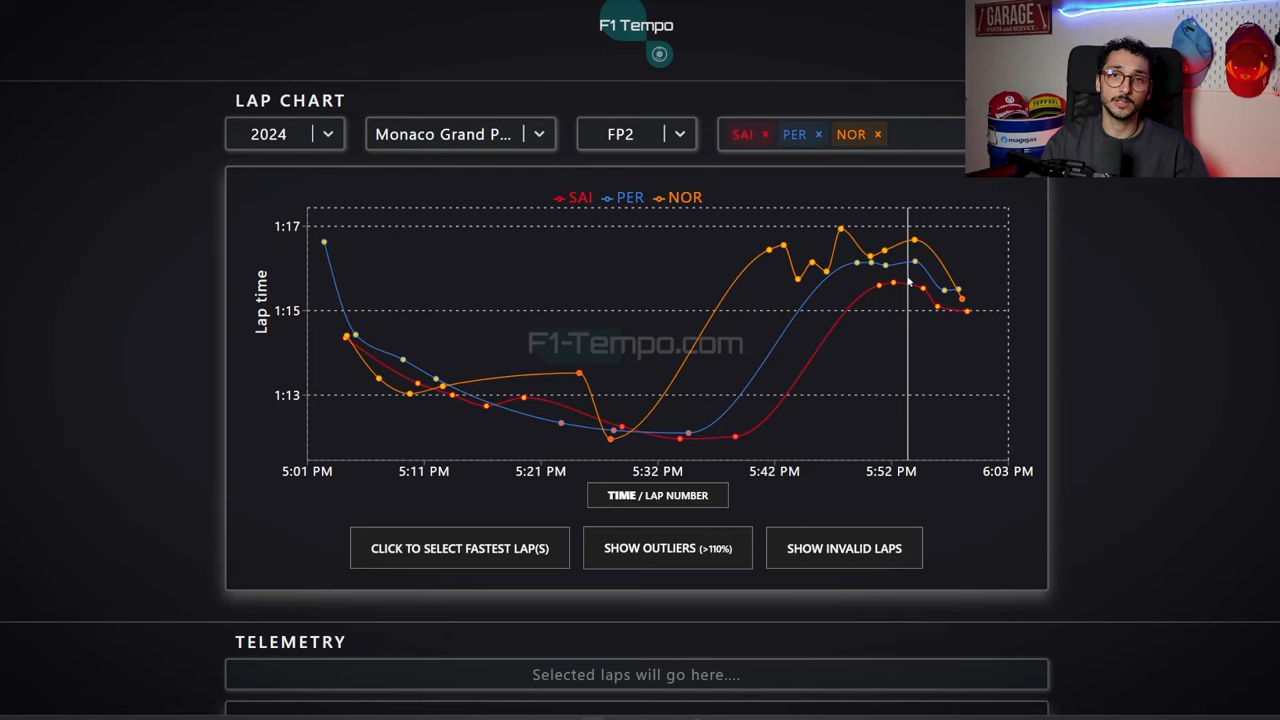 F1 Tempo
GARAGE
LAP CHART
2024
Monaco Grand P...
FP2
SAI ×
PER ×
NOR ×
magigas
SAI
PER
NOR
1:17
1:15
1:13
Lap time
F1-Tempo.com
5:01 PM
5:11 PM
5:21 PM
5:32 PM
5:42 PM
5:52 PM
6:03 PM
TIME / LAP NUMBER
CLICK TO SELECT FASTEST LAP(S)
SHOW OUTLIERS (>110%)
SHOW INVALID LAPS
TELEMETRY
Selected laps will go here....